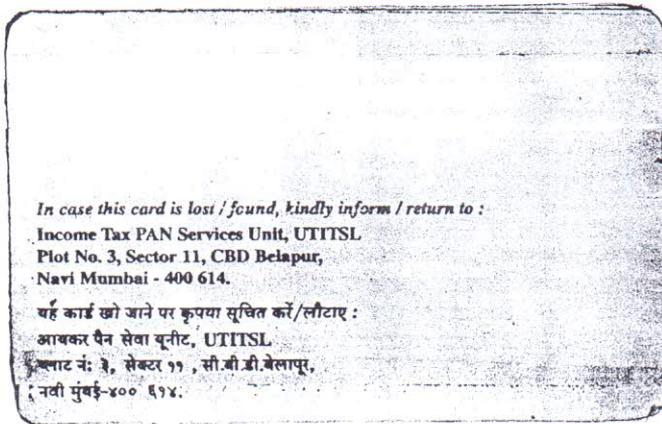 In case this card is lost / found, kindly inform / return to :
Income Tax PAN Services Unit, UTITSL
Plot No. 3, Sector 11, CBD Belapur,
Navi Mumbai - 400 614.
यह कार्ड खो जाने पर कृपया सूचित करें/लौटाए :
आयकर पैन सेवा यूनीट, UTITSL
प्लाट नं: ३, सेक्टर ११ , सी.बी.डी.बेलापूर,
नवी मुंबई-४०० ६१४.